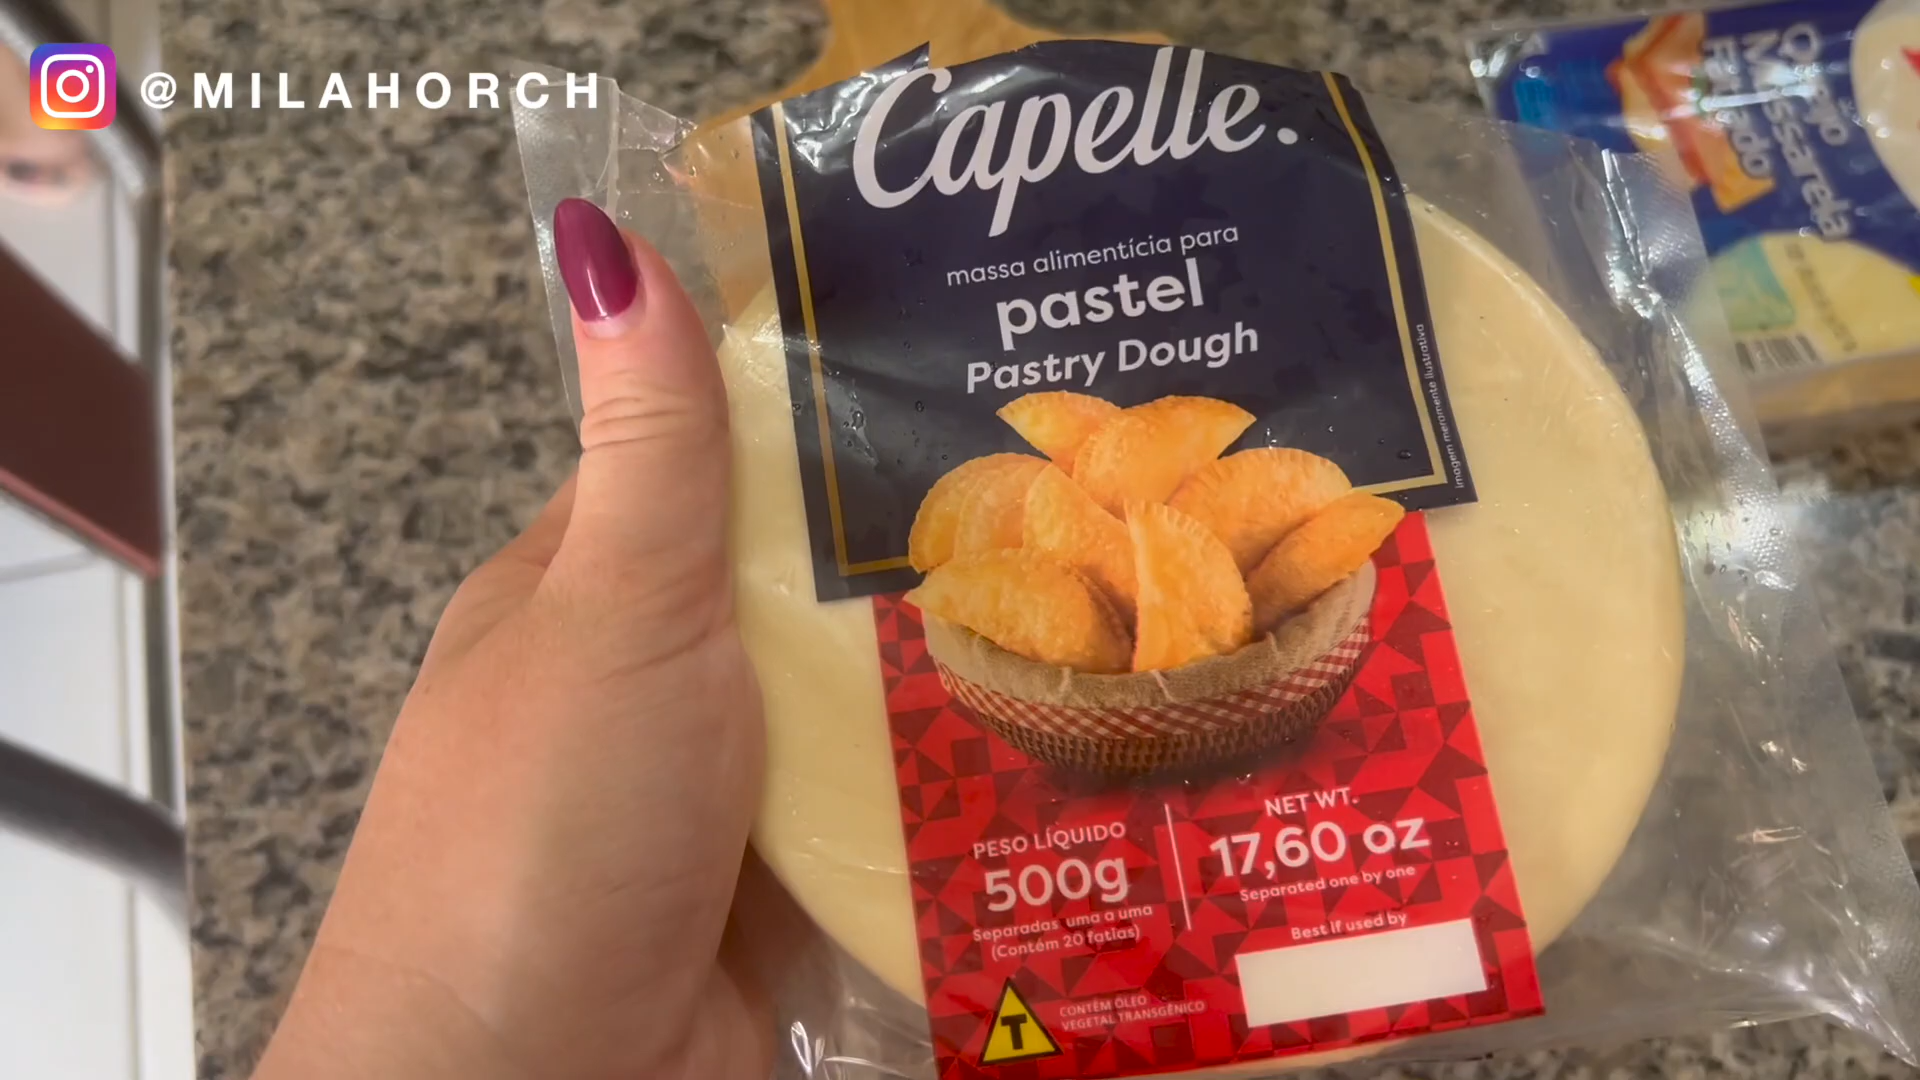 @MILAHORCH
Capelle.
massa alimentícia para
pastel
Pastry Dough
imagem meramente ilustrativa
PESO LÍQUIDO
500g
Separadas uma a uma
(Contém 20 fatias)
NET WT.
17,60 oz
Separated one by one
Best if used by
T
CONTÉM ÓLEO
VEGETAL TRANSGÊNICO
Queijo
Mussarela
Fatiado